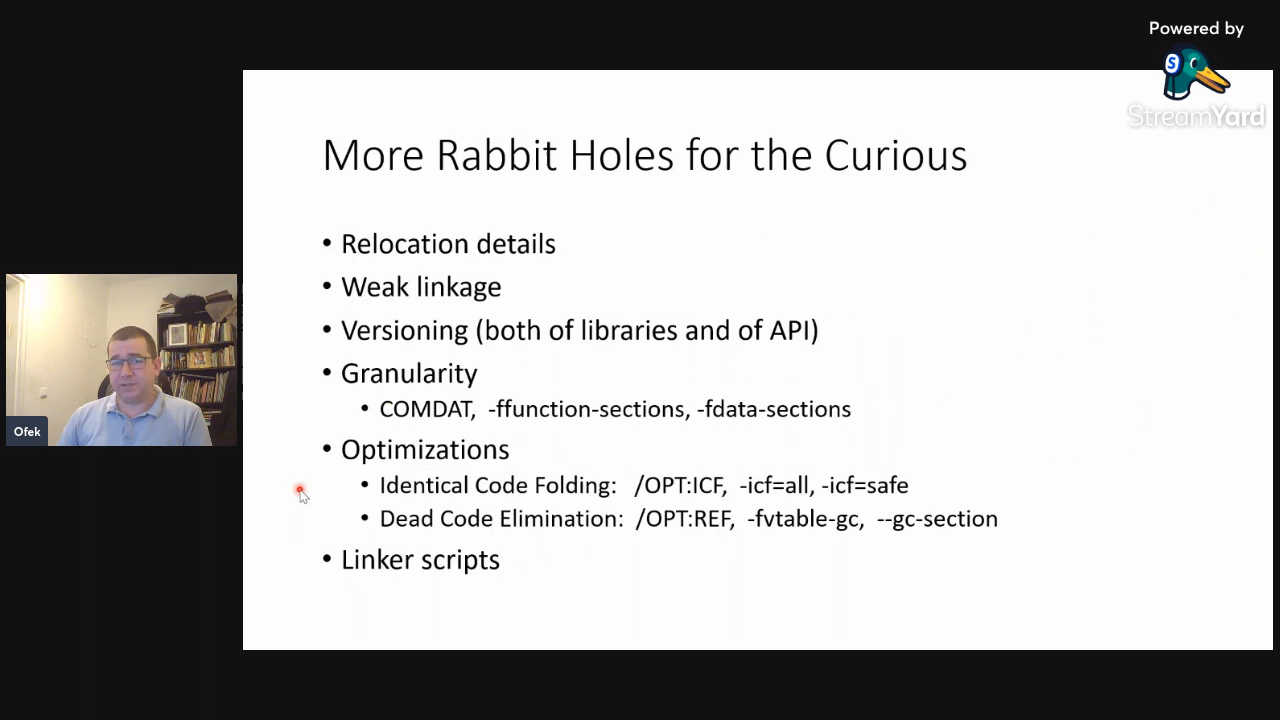 Powered by
StreamYard
More Rabbit Holes for the Curious
• Relocation details
• Weak linkage
• Versioning (both of libraries and of API)
• Granularity
• COMDAT, -ffunction-sections, -fdata-sections
• Optimizations
• Identical Code Folding: /OPT:ICF, -icf=all, -icf=safe
• Dead Code Elimination: /OPT:REF, -fvtable-gc, --gc-section
• Linker scripts
Ofek